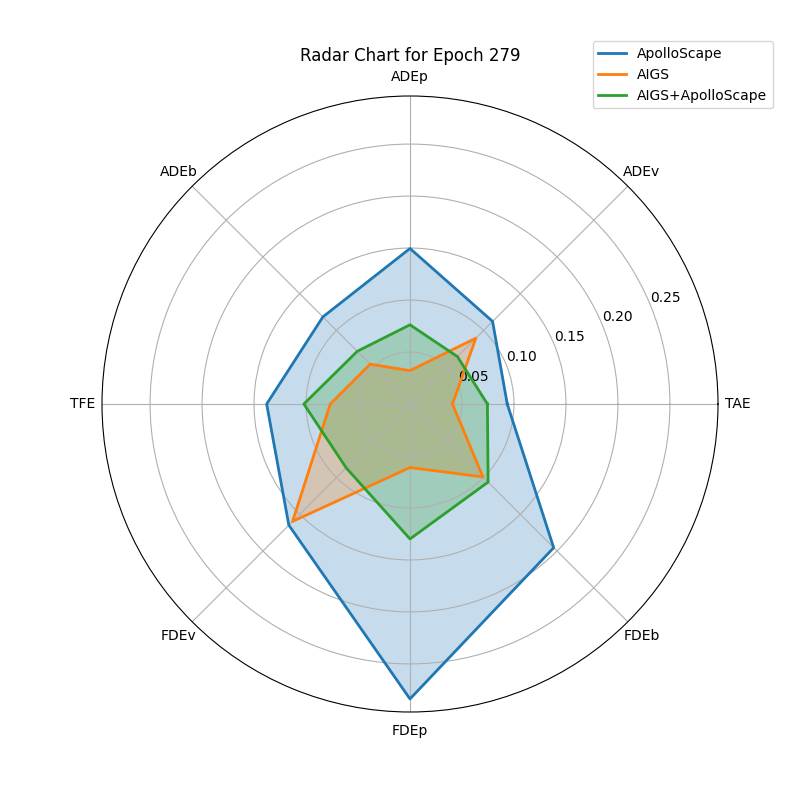 Radar Chart for Epoch 279
ApolloScape
AIGS
AIGS+ApolloScape
ADEp
ADEb
ADEv
0.25
0.20
0.15
0.10
0.05
TFE
TAE
FDEv
FDEb
FDEp